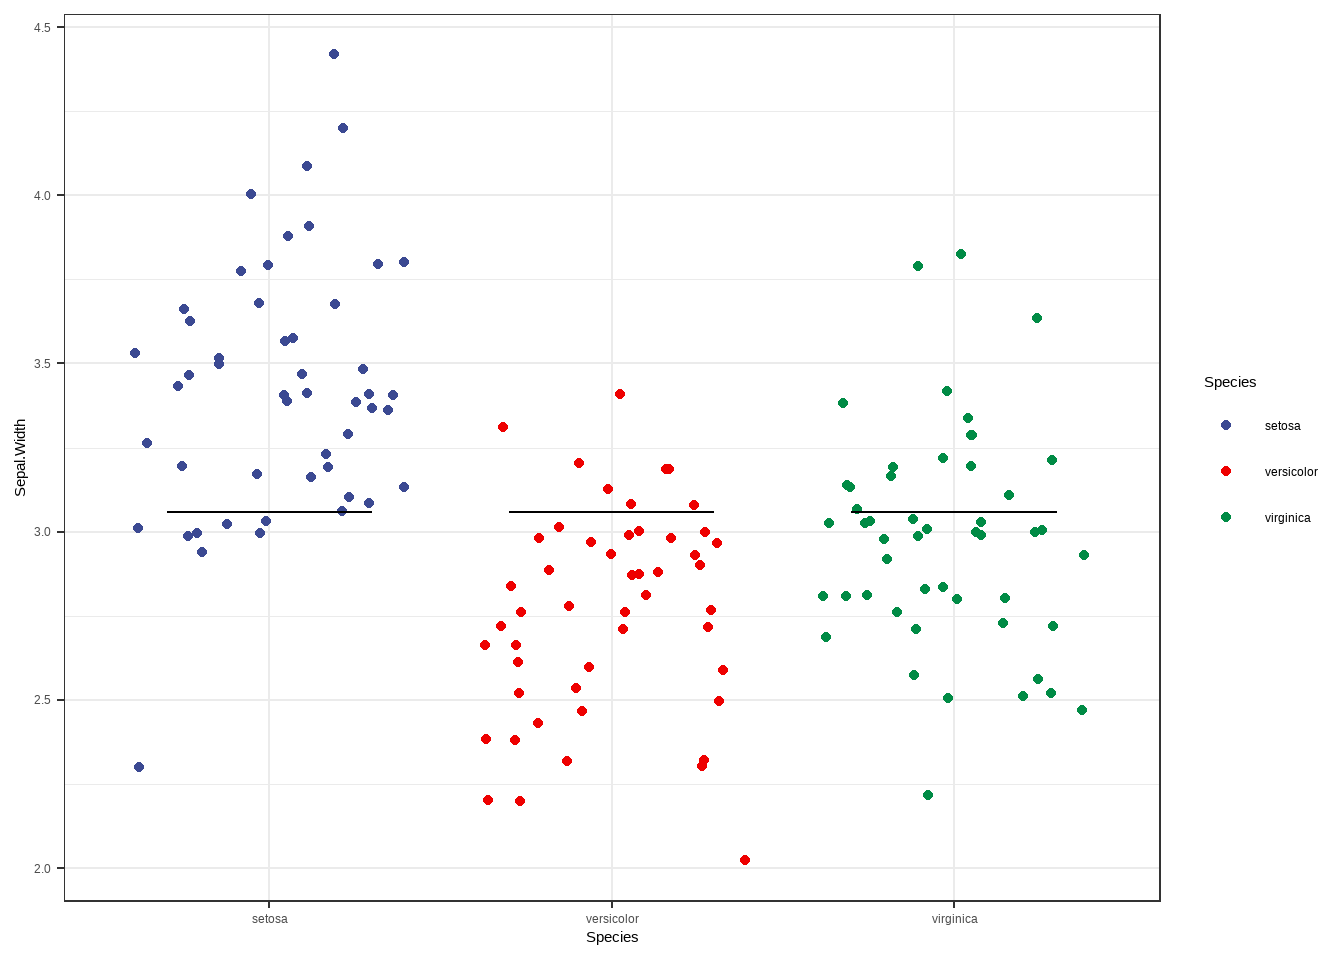 4.5
4.0
3.5
3.0
2.5
2.0
Sepal.Width
setosa
versicolor
virginica
Species
Species
setosa
versicolor
virginica